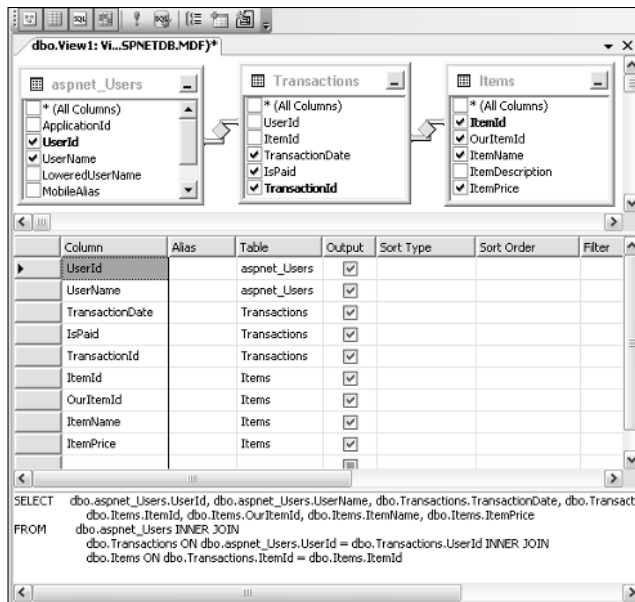 dbo.View1: Vi...SPNETDB.MDF)*
aspnet_Users
* (All Columns)
ApplicationId
UserId
UserName
LoweredUserName
MobileAlias
Transactions
* (All Columns)
UserId
ItemId
TransactionDate
IsPaid
TransactionId
Items
* (All Columns)
ItemId
OurItemId
ItemName
ItemDescription
ItemPrice
Column Alias Table Output Sort Type Sort Order Filter
UserId aspnet_Users
UserName aspnet_Users
TransactionDate Transactions
IsPaid Transactions
TransactionId Transactions
ItemId Items
OurItemId Items
ItemName Items
ItemPrice Items
SELECT dbo.aspnet_Users.UserId, dbo.aspnet_Users.UserName, dbo.Transactions.TransactionDate, dbo.Transact
dbo.Items.ItemId, dbo.Items.OurItemId, dbo.Items.ItemName, dbo.Items.ItemPrice
FROM dbo.aspnet_Users INNER JOIN
dbo.Transactions ON dbo.aspnet_Users.UserId = dbo.Transactions.UserId INNER JOIN
dbo.Items ON dbo.Transactions.ItemId = dbo.Items.ItemId